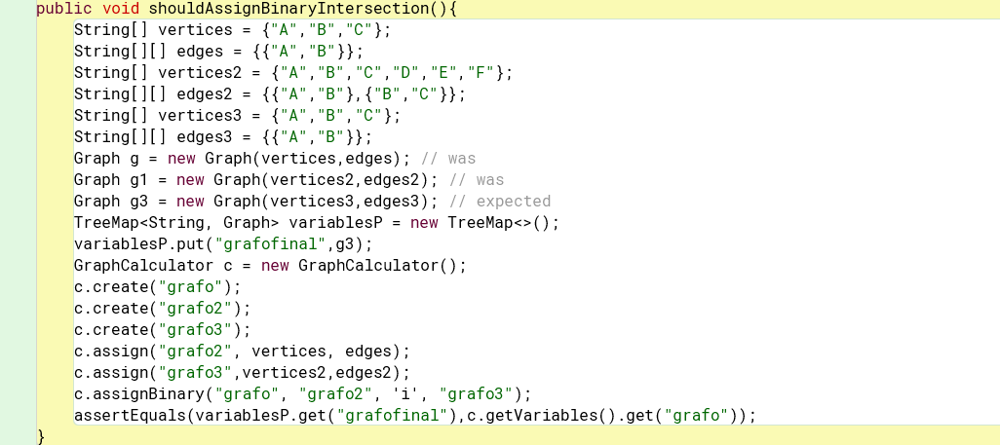 public void shouldAssignBinaryIntersection(){
String[] vertices = {"A","B","C"};
String[][] edges = {{"A","B"}};
String[] vertices2 = {"A","B","C","D","E","F"};
String[][] edges2 = {{"A","B"},{"B","C"}};
String[] vertices3 = {"A","B","C"};
String[][] edges3 = {{"A","B"}};
Graph g = new Graph(vertices,edges); // was
Graph g1 = new Graph(vertices2,edges2); // was
Graph g3 = new Graph(vertices3,edges3); // expected
TreeMap<String, Graph> variablesP = new TreeMap<>();
variablesP.put("grafofinal",g3);
GraphCalculator c = new GraphCalculator();
c.create("grafo");
c.create("grafo2");
c.create("grafo3");
c.assign("grafo2", vertices, edges);
c.assign("grafo3",vertices2,edges2);
c.assignBinary("grafo", "grafo2", 'i', "grafo3");
assertEquals(variablesP.get("grafofinal"),c.getVariables().get("grafo"));
}